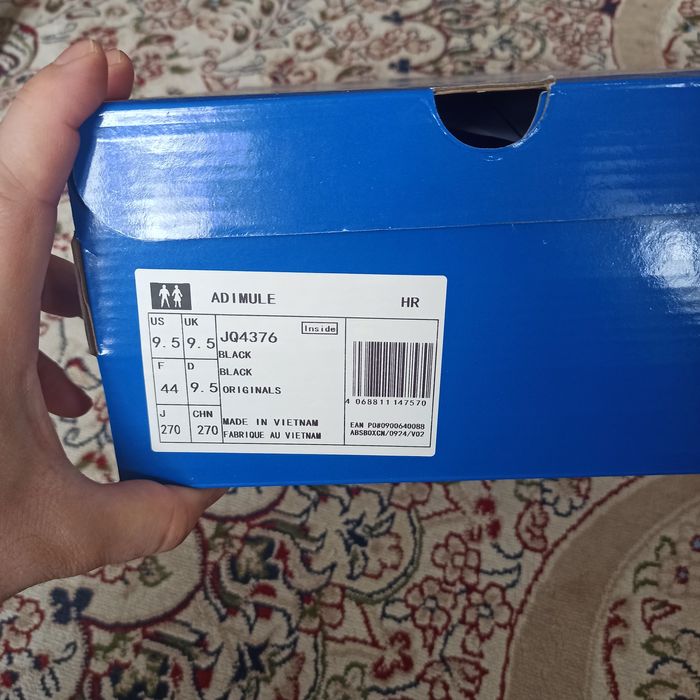 ADIMULE HR
US UK
9.5 9.5
F D
44 9.5
J CHN
270 270
JQ4376 Inside
BLACK
BLACK
ORIGINALS
MADE IN VIETNAM
FABRIQUE AU VIETNAM
4 068811 147570
EAN PO#0900640088
ABSBOXCN/0924/V02